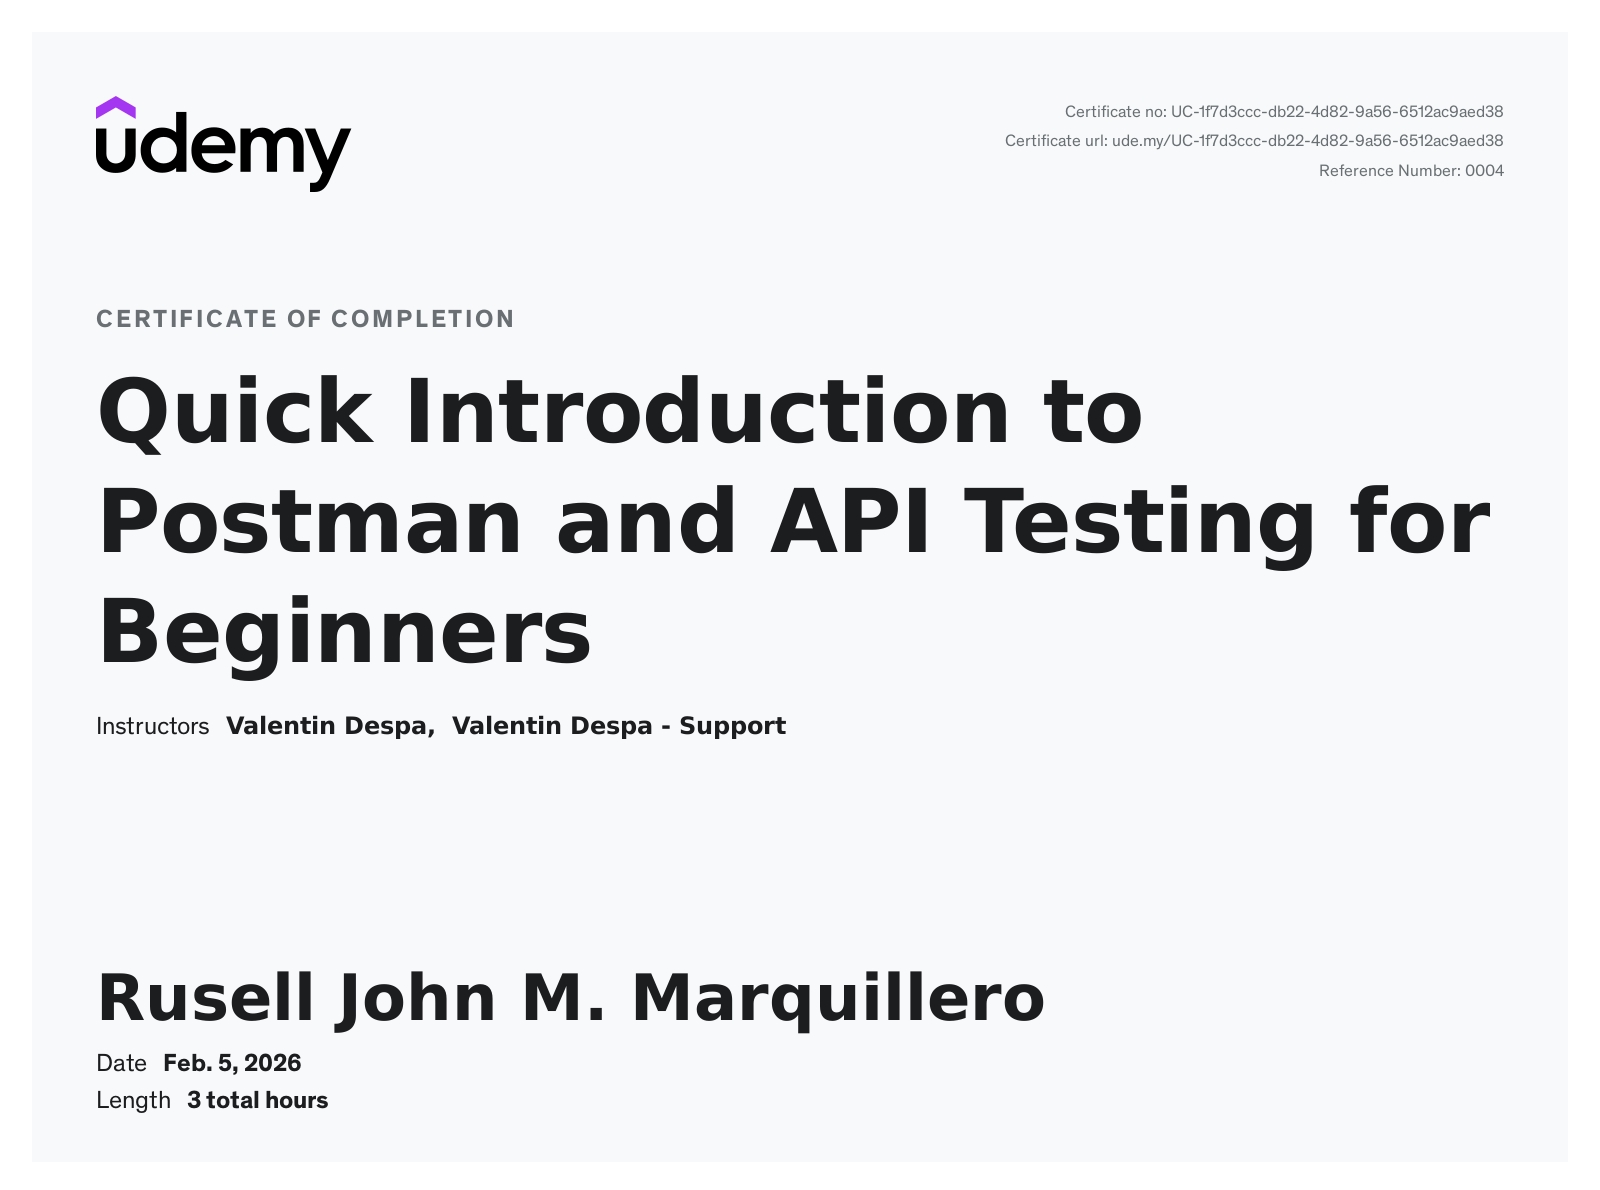 udemy
Certificate no: UC-1f7d3ccc-db22-4d82-9a56-6512ac9aed38
Certificate url: ude.my/UC-1f7d3ccc-db22-4d82-9a56-6512ac9aed38
Reference Number: 0004
CERTIFICATE OF COMPLETION
Quick Introduction to
Postman and API Testing for
Beginners
Instructors Valentin Despa, Valentin Despa - Support
Rusell John M. Marquillero
Date Feb. 5, 2026
Length 3 total hours